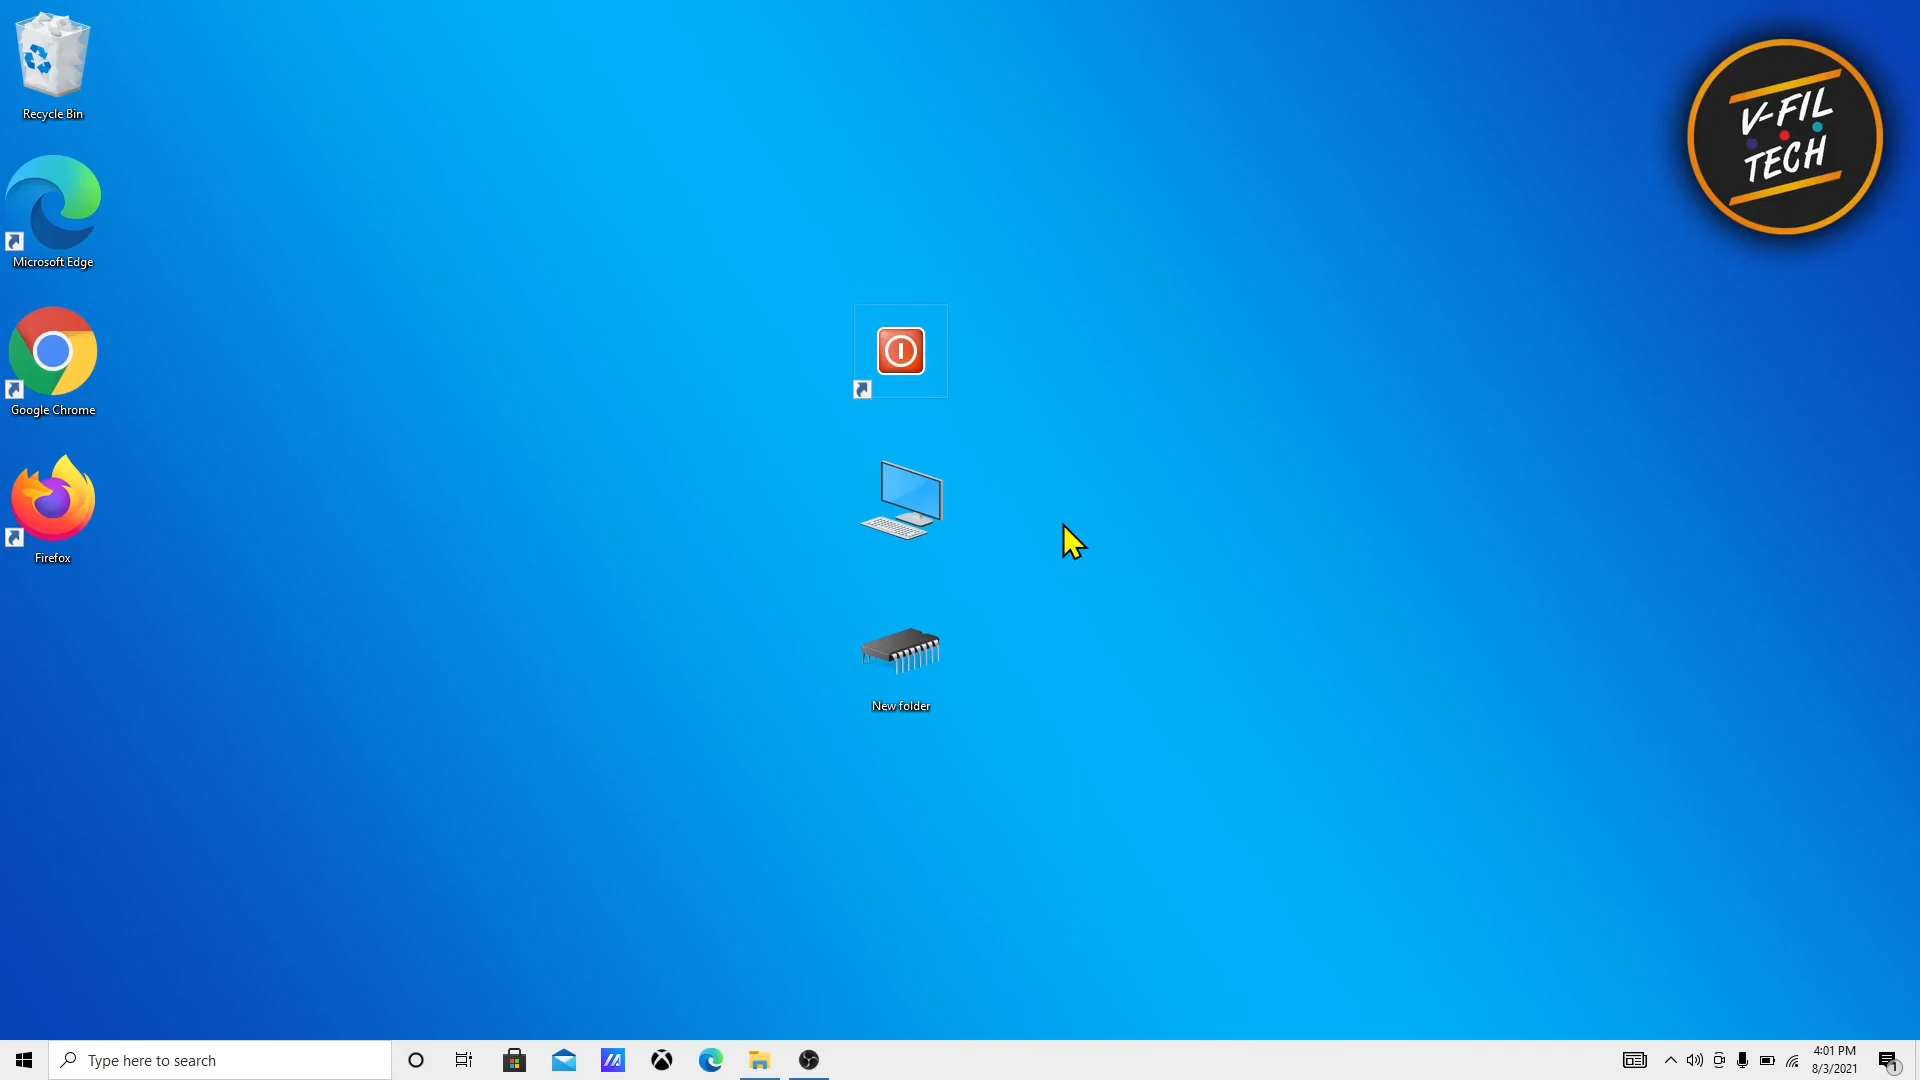 Recycle Bin
Microsoft Edge
Google Chrome
Firefox
New folder
V-FIL
TECH
Type here to search
4:01 PM
8/3/2021
1